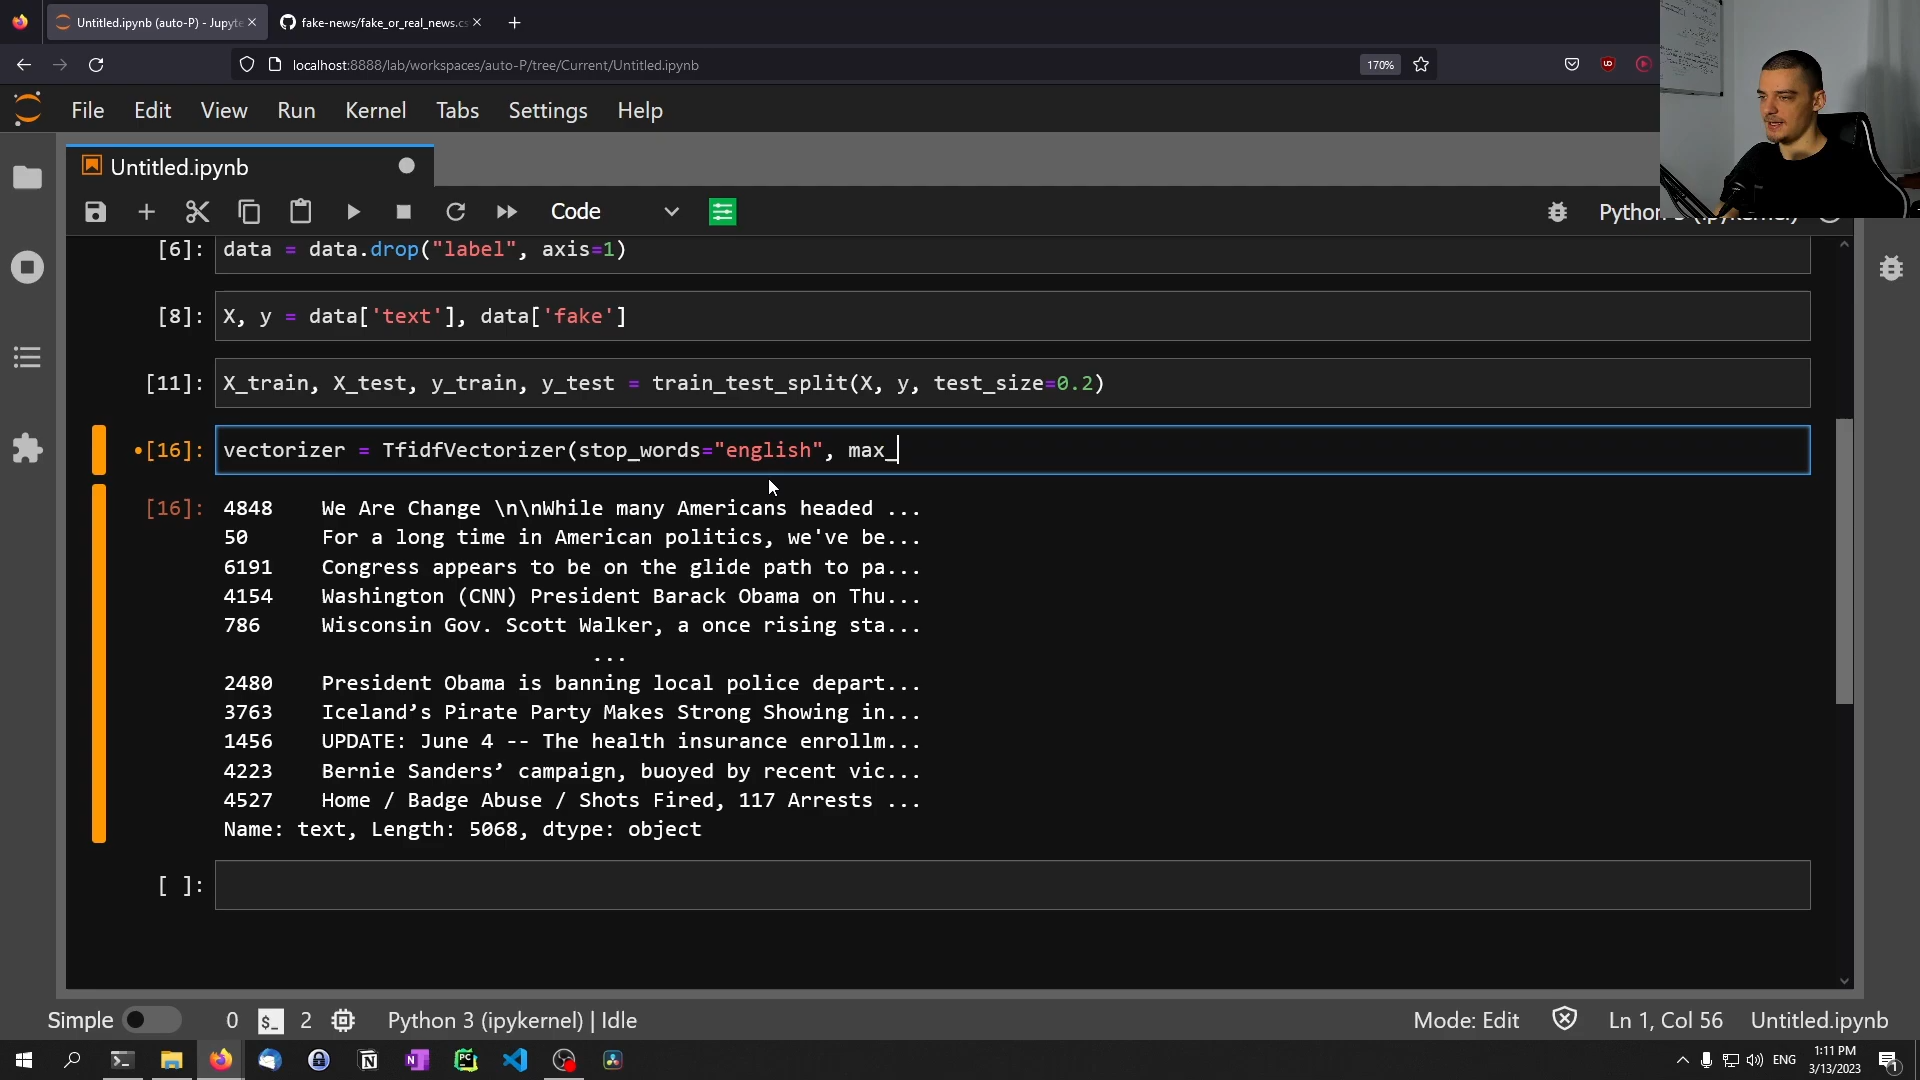 Untitled.ipynb (auto-P) - Jupyte
fake-news/fake_or_real_news.cs
localhost:8888/lab/workspaces/auto-P/tree/Current/Untitled.ipynb
170%
File Edit View Run Kernel Tabs Settings Help
Untitled.ipynb
Code
Python 3 (ipykernel)
[6]: data = data.drop("label", axis=1)
[8]: X, y = data['text'], data['fake']
[11]: X_train, X_test, y_train, y_test = train_test_split(X, y, test_size=0.2)
•[16]: vectorizer = TfidfVectorizer(stop_words="english", max_
[16]: 4848 We Are Change \n\nWhile many Americans headed ...
50 For a long time in American politics, we've be...
6191 Congress appears to be on the glide path to pa...
4154 Washington (CNN) President Barack Obama on Thu...
786 Wisconsin Gov. Scott Walker, a once rising sta...
...
2480 President Obama is banning local police depart...
3763 Iceland’s Pirate Party Makes Strong Showing in...
1456 UPDATE: June 4 -- The health insurance enrollm...
4223 Bernie Sanders’ campaign, buoyed by recent vic...
4527 Home / Badge Abuse / Shots Fired, 117 Arrests ...
Name: text, Length: 5068, dtype: object
[ ]:
Simple 0 $_ 2 Python 3 (ipykernel) | Idle Mode: Edit Ln 1, Col 56 Untitled.ipynb
ENG
1:11 PM
3/13/2023
1